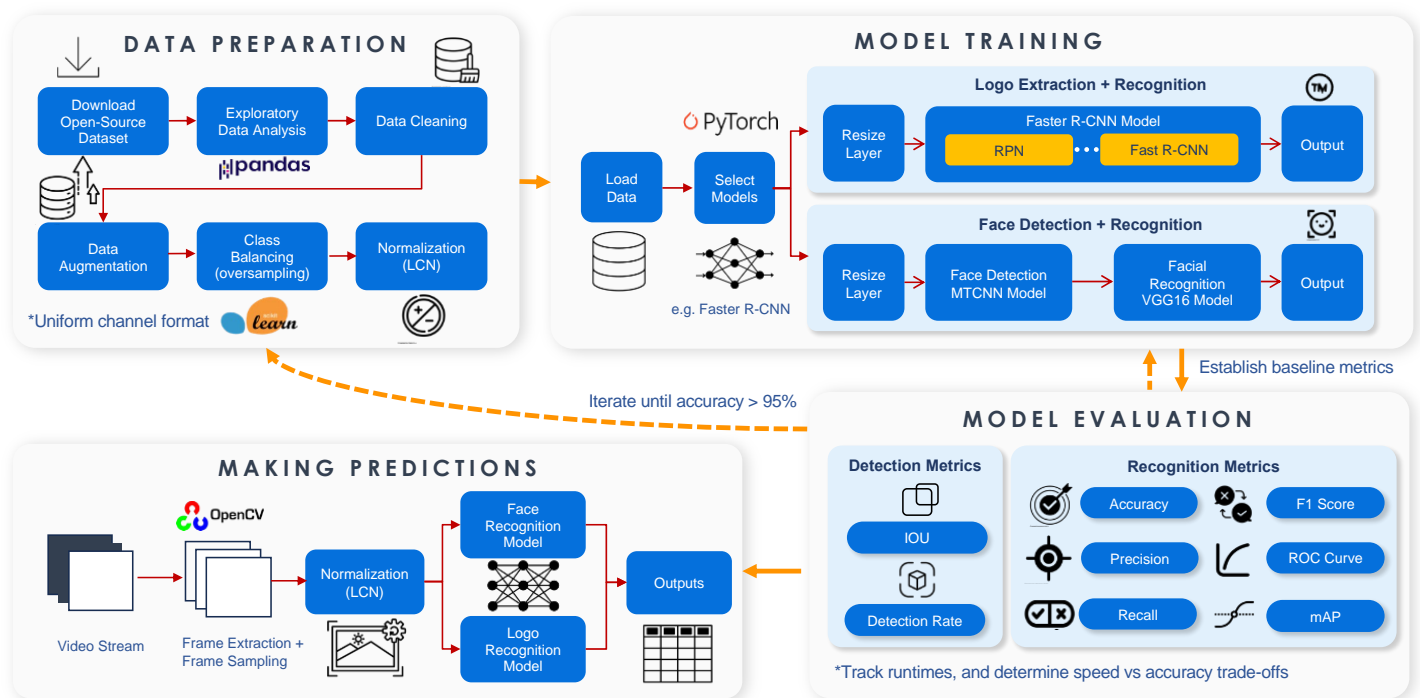 DATA PREPARATION
Download
Open-Source
Dataset
Exploratory
Data Analysis
Data Cleaning
pandas
Data
Augmentation
Class
Balancing
(oversampling)
Normalization
(LCN)
*Uniform channel format
learn
MODEL TRAINING
PyTorch
Load
Data
Select
Models
e.g. Faster R-CNN
Logo Extraction + Recognition
TM
Resize
Layer
Faster R-CNN Model
RPN
Fast R-CNN
Output
Face Detection + Recognition
Resize
Layer
Face Detection
MTCNN Model
Facial
Recognition
VGG16 Model
Output
Establish baseline metrics
Iterate until accuracy > 95%
MODEL EVALUATION
Detection Metrics
IOU
Detection Rate
Recognition Metrics
Accuracy
F1 Score
Precision
ROC Curve
Recall
mAP
*Track runtimes, and determine speed vs accuracy trade-offs
MAKING PREDICTIONS
OpenCV
Video Stream
Frame Extraction +
Frame Sampling
Normalization
(LCN)
Face
Recognition
Model
Logo
Recognition
Model
Outputs